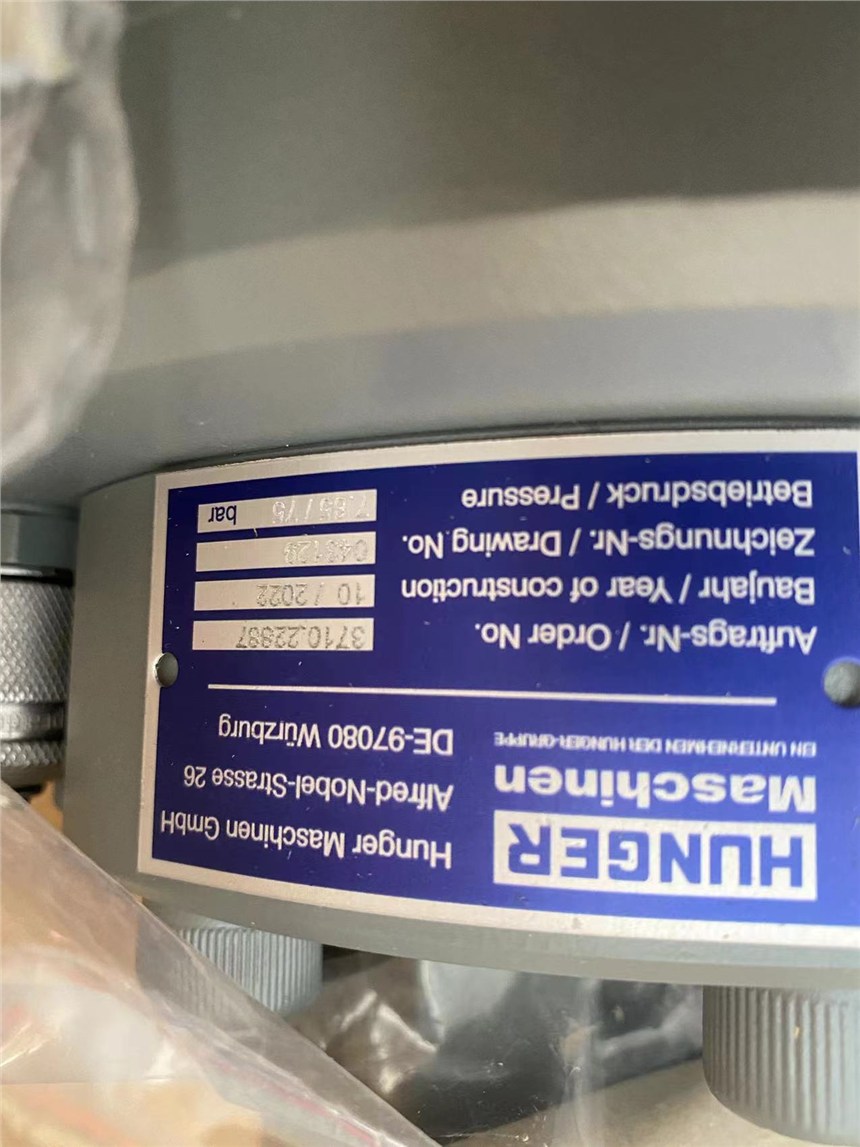 HUNGER
Maschinen
EIN UNTERNEHMEN DER HUNGER-GRUPPE
Hunger Maschinen GmbH
Alfred-Nobel-Strasse 26
DE-97080 Würzburg
Auftrags-Nr. / Order No. 3710.22887
Baujahr / Year of construction 10 / 2022
Zeichnungs-Nr. / Drawing No.
Betriebsdruck / Pressure bar